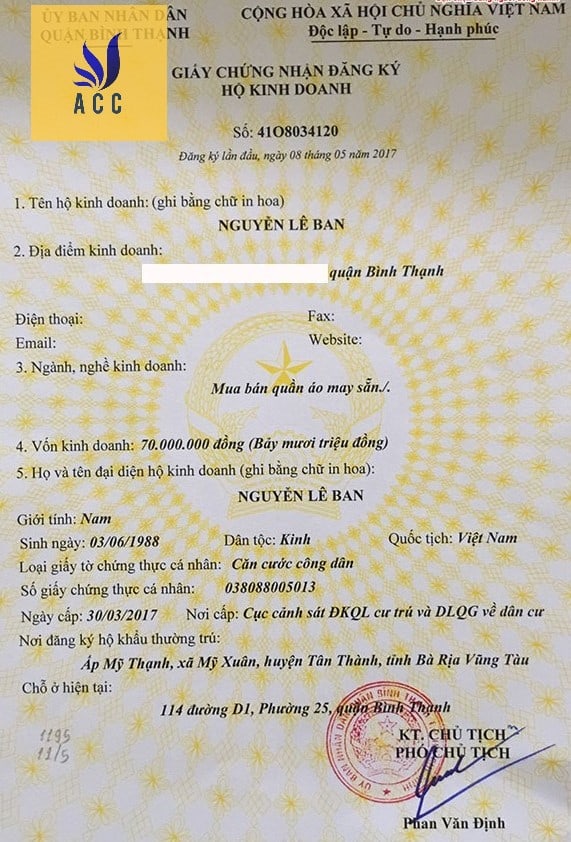 ỦY BAN NHÂN DÂN
QUẬN BÌNH THẠNH
CỘNG HÒA XÃ HỘI CHỦ NGHĨA VIỆT NAM
Độc lập - Tự do - Hạnh phúc
ACC
GIẤY CHỨNG NHẬN ĐĂNG KÝ
HỘ KINH DOANH
Số: 41O8034120
Đăng ký lần đầu, ngày 08 tháng 05 năm 2017
1. Tên hộ kinh doanh: (ghi bằng chữ in hoa)
NGUYỄN LÊ BAN
2. Địa điểm kinh doanh:
quận Bình Thạnh
Điện thoại: Fax:
Email: Website:
3. Ngành, nghề kinh doanh:
Mua bán quần áo may sẵn./.
4. Vốn kinh doanh: 70.000.000 đồng (Bảy mươi triệu đồng)
5. Họ và tên đại diện hộ kinh doanh (ghi bằng chữ in hoa):
NGUYỄN LÊ BAN
Giới tính: Nam
Sinh ngày: 03/06/1988 Dân tộc: Kinh Quốc tịch: Việt Nam
Loại giấy tờ chứng thực cá nhân: Căn cước công dân
Số giấy chứng thực cá nhân: 038088005013
Ngày cấp: 30/03/2017 Nơi cấp: Cục cảnh sát ĐKQL cư trú và DLQG về dân cư
Nơi đăng ký hộ khẩu thường trú:
Áp Mỹ Thạnh, xã Mỹ Xuân, huyện Tân Thành, tỉnh Bà Rịa Vũng Tàu
Chỗ ở hiện tại:
114 đường D1, Phường 25, quận Bình Thạnh
1195
11/5
KT. CHỦ TỊCH
PHÓ CHỦ TỊCH
Phan Văn Định